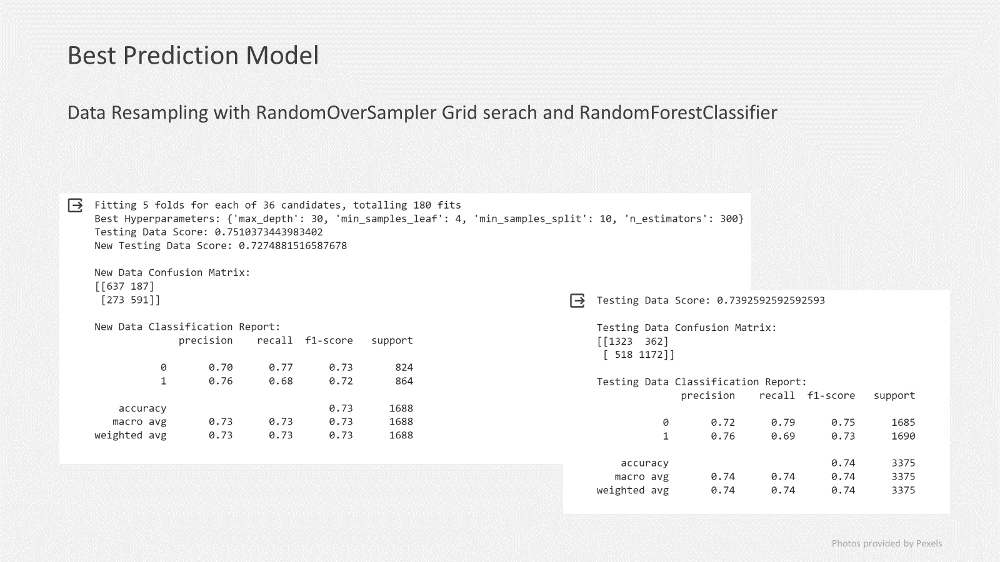 Best Prediction Model
Data Resampling with RandomOverSampler Grid serach and RandomForestClassifier
Fitting 5 folds for each of 36 candidates, totalling 180 fits
Best Hyperparameters: {'max_depth': 30, 'min_samples_leaf': 4, 'min_samples_split': 10, 'n_estimators': 300}
Testing Data Score: 0.7510373443983402
New Testing Data Score: 0.7274881516587678
New Data Confusion Matrix:
[[637 187]
[273 591]]
New Data Classification Report:
precision recall f1-score support
0 0.70 0.77 0.73 824
1 0.76 0.68 0.72 864
accuracy 0.73 1688
macro avg 0.73 0.73 0.73 1688
weighted avg 0.73 0.73 0.73 1688
Testing Data Score: 0.7392592592592593
Testing Data Confusion Matrix:
[[1323 362]
[ 518 1172]]
Testing Data Classification Report:
precision recall f1-score support
0 0.72 0.79 0.75 1685
1 0.76 0.69 0.73 1690
accuracy 0.74 3375
macro avg 0.74 0.74 0.74 3375
weighted avg 0.74 0.74 0.74 3375
Photos provided by Pexels